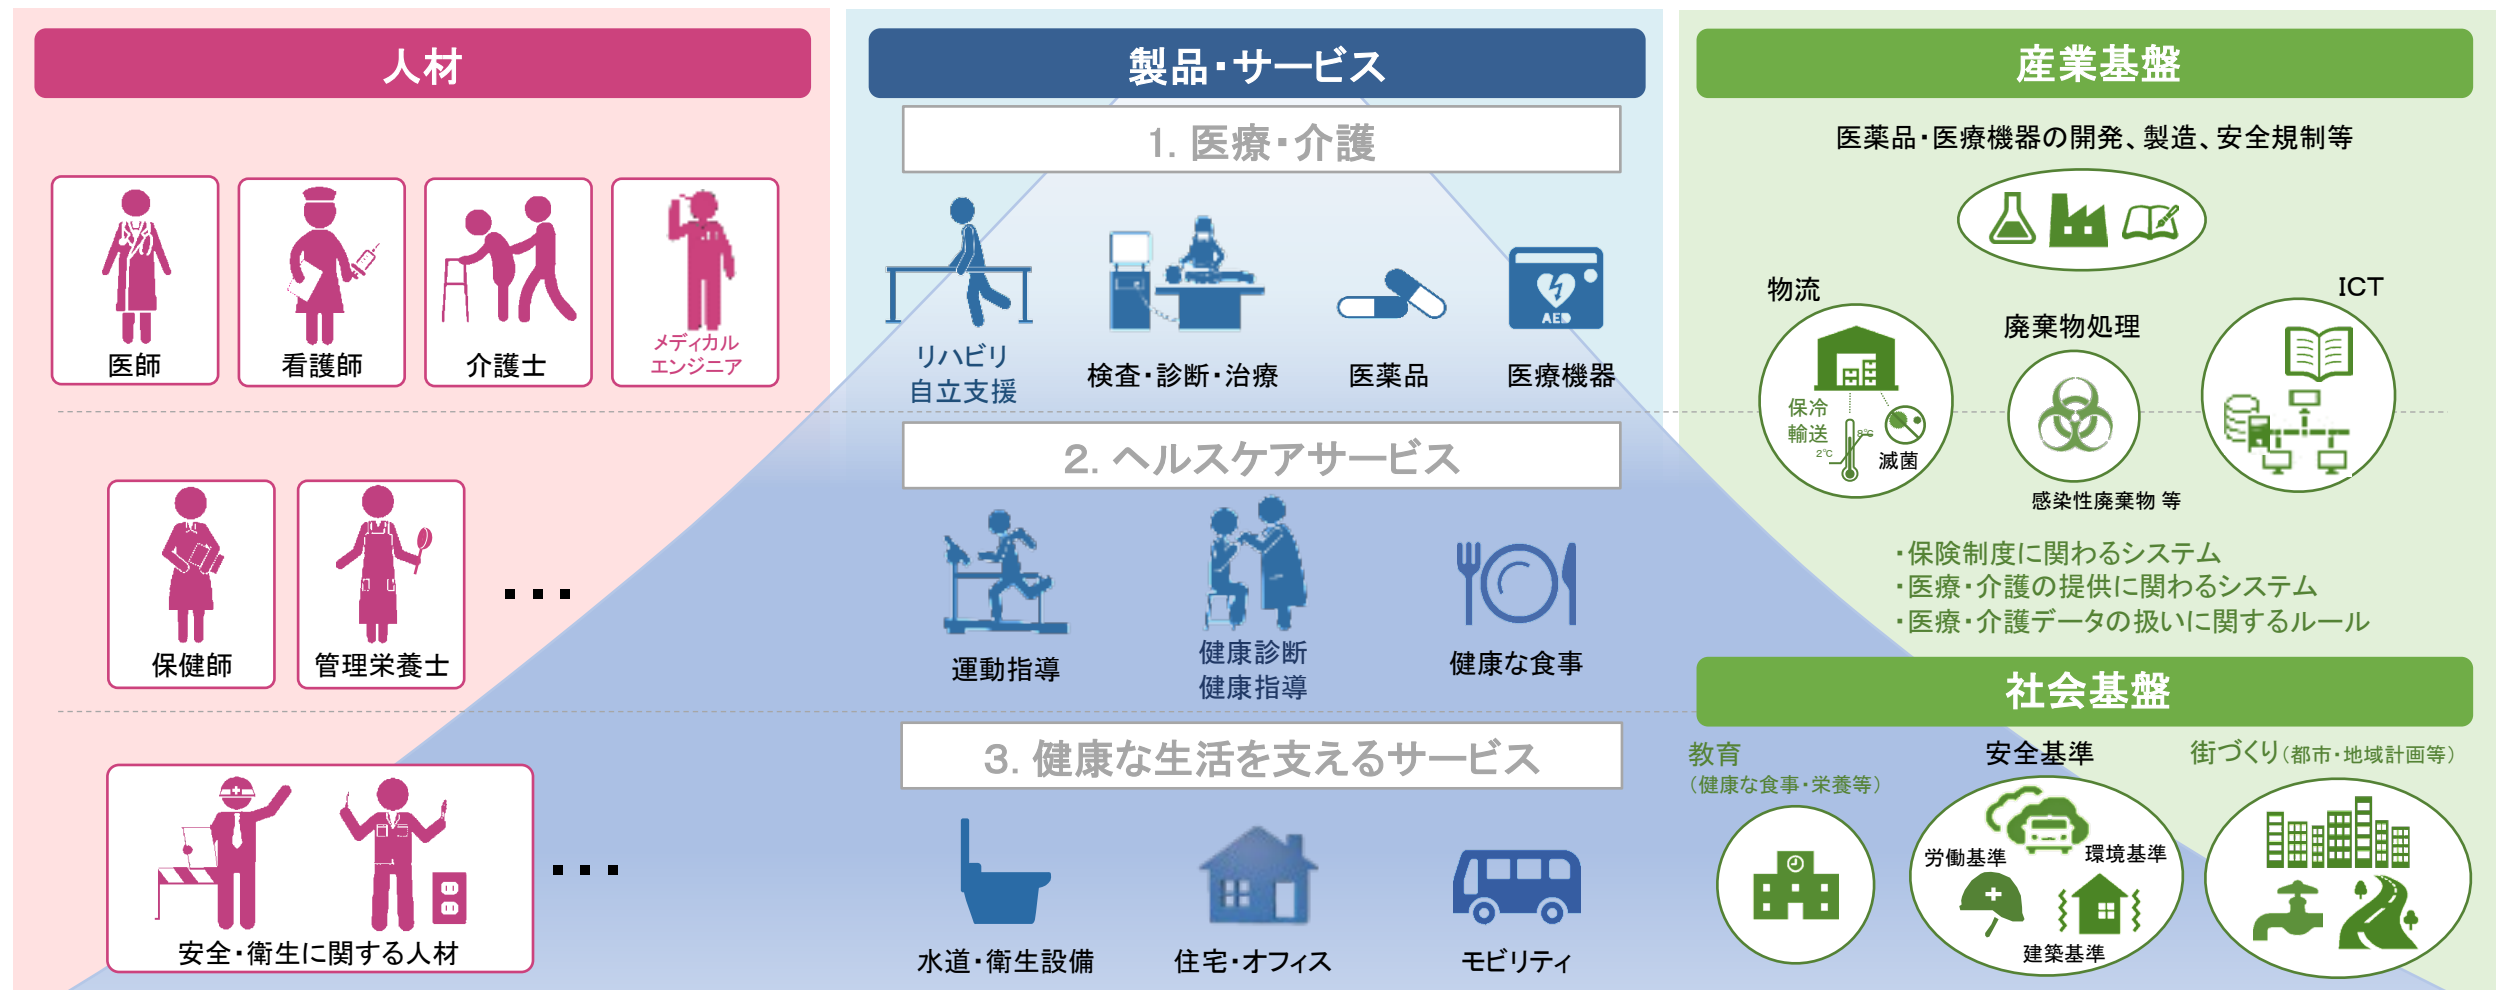 人材
医師
看護師
介護士
メディカル
エンジニア
保健師
管理栄養士
・・・
安全・衛生に関する人材
・・・
製品・サービス
1. 医療・介護
リハビリ
自立支援
検査・診断・治療
医薬品
AED
医療機器
2. ヘルスケアサービス
運動指導
健康診断
健康指導
健康な食事
3. 健康な生活を支えるサービス
水道・衛生設備
住宅・オフィス
モビリティ
産業基盤
医薬品・医療機器の開発、製造、安全規制等
物流
保冷
輸送
8℃
2℃
滅菌
廃棄物処理
感染性廃棄物 等
ICT
・保険制度に関わるシステム
・医療・介護の提供に関わるシステム
・医療・介護データの扱いに関するルール
社会基盤
教育
（健康な食事・栄養等）
安全基準
労働基準
環境基準
建築基準
街づくり（都市・地域計画等）